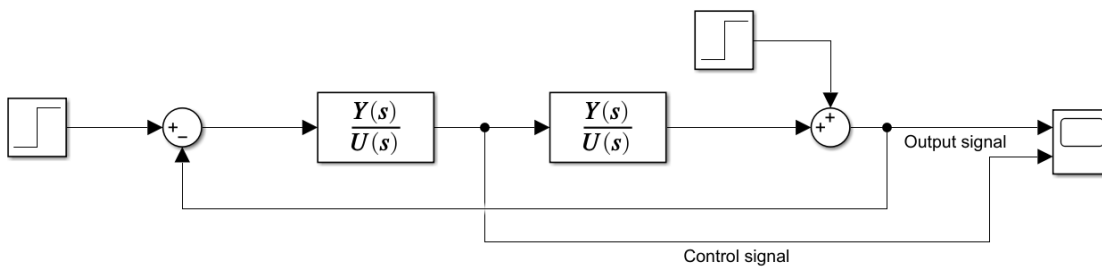 Y(s)
U(s)
Y(s)
U(s)
+
−
+
+
Output signal
Control signal